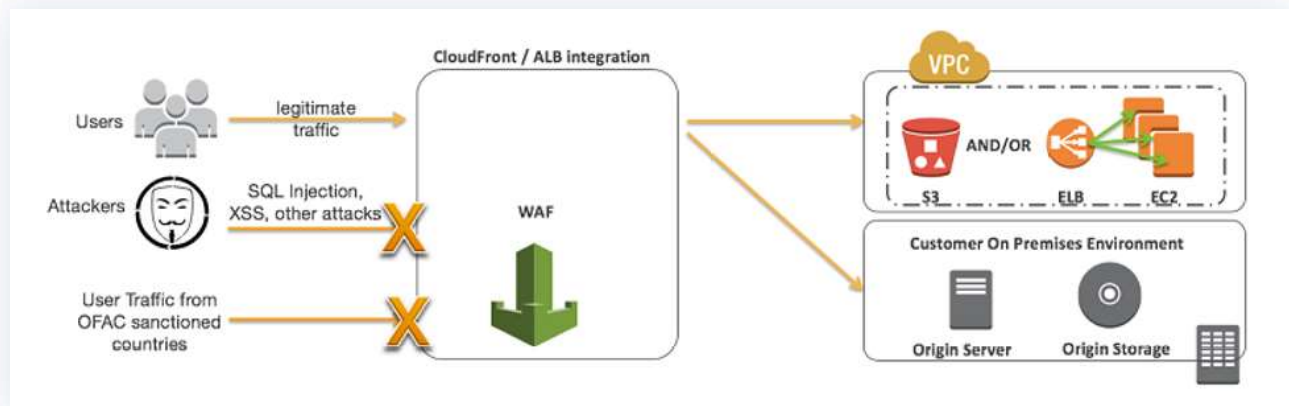 CloudFront / ALB integration
VPC
Users
legitimate
traffic
S3
AND/OR
ELB
EC2
Attackers
SQL Injection,
XSS, other attacks
X
WAF
Customer On Premises Environment
User Traffic from
OFAC sanctioned
countries
X
Origin Server
Origin Storage